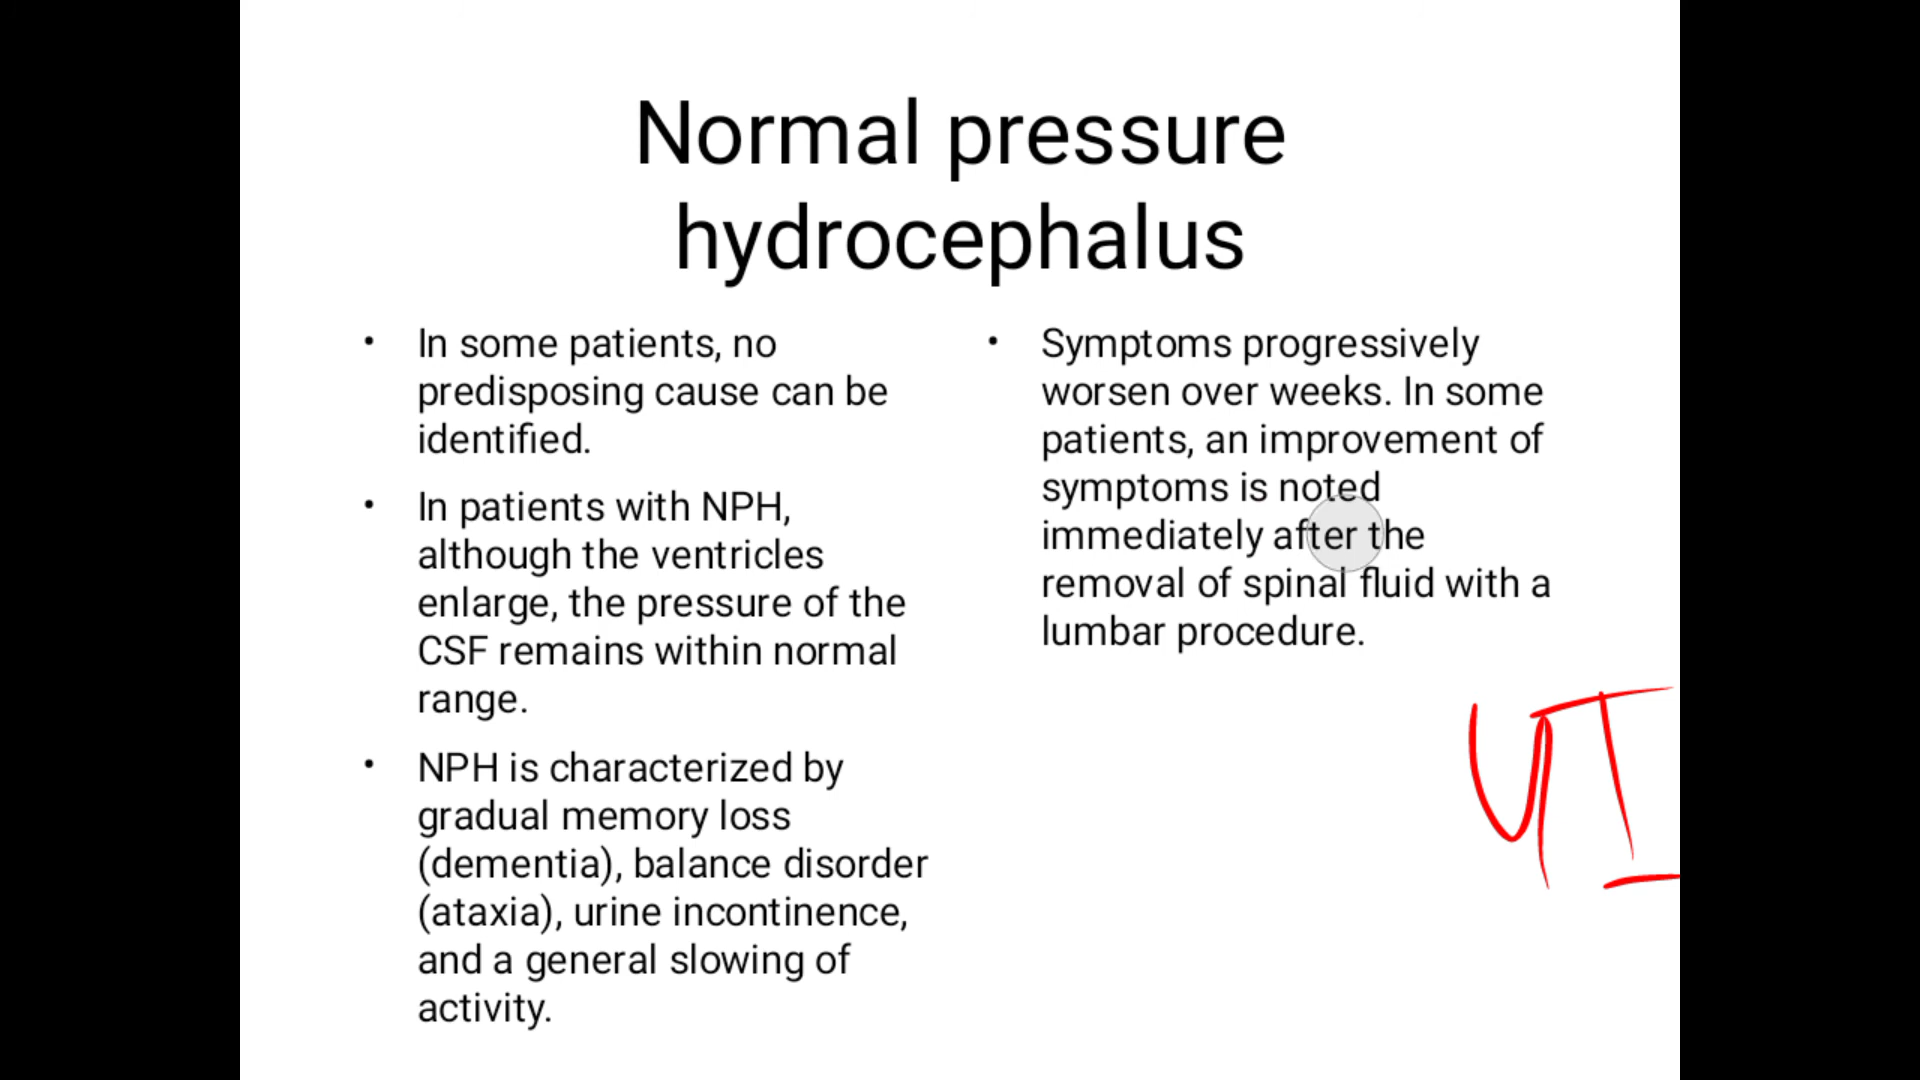 Normal pressure
hydrocephalus
• In some patients, no
predisposing cause can be
identified.
• In patients with NPH,
although the ventricles
enlarge, the pressure of the
CSF remains within normal
range.
• NPH is characterized by
gradual memory loss
(dementia), balance disorder
(ataxia), urine incontinence,
and a general slowing of
activity.
• Symptoms progressively
worsen over weeks. In some
patients, an improvement of
symptoms is noted
immediately after the
removal of spinal fluid with a
lumbar procedure.